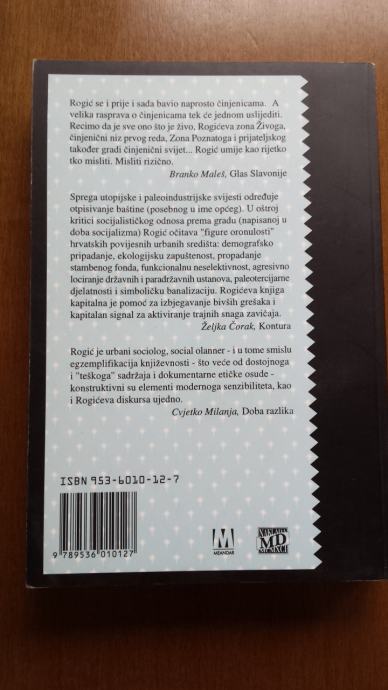 Rogić se i prije i sada bavio naprosto činjenicama. A
velika rasprava o činjenicama tek će jednom uslijediti.
Recimo da je sve ono što je živo, Rogićeva zona Živoga,
činjenični niz prvog reda, Zona Poznatoga i prijateljskog
također gradi činjenični svijet... Rogić umije kao rijetko
tko misliti. Misliti rizično.
Branko Maleš, Glas Slavonije
Sprega utopijske i paleoindustrijske svijesti određuje
otpisivanje baštine (posebnog u ime općeg). U oštroj
kritici socijalističkog odnosa prema gradu (napisanoj u
doba socijalizma) Rogić očitava "figure oronulosti"
hrvatskih povijesnih urbanih središta: demografsko
pripadanje, ekologijsku zapuštenost, propadanje
stambenog fonda, funkcionalnu neselektivnost, agresivno
lociranje državnih i paradržavnih ustanova, paleotercijarne
djelatnosti i simboličku banalizaciju. Rogićeva knjiga
kapitalna je pomoć za izbjegavanje bivših grešaka i
kapitalan signal za aktiviranje trajnih snaga zavičaja.
Željka Čorak, Kontura
Rogić je urbani sociolog, social olanner - i u tome smislu
egzemplifikacija književnosti - što veće od dostojnoga
i "teškoga" sadržaja i dokumentarne etičke osude -
konstruktivni su elementi modernoga senzibiliteta, kao
i Rogićeva diskursa ujedno.
Cvjetko Milanja, Doba razlika
ISBN 953-6010-12-7
9 789536 010127
M
MEANDAR
NAKLADA
MD